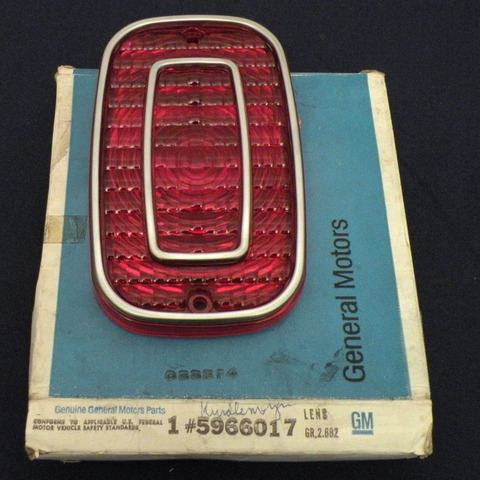 General Motors
Genuine General Motors Parts
CONFORMS TO APPLICABLE U.S. FEDERAL
MOTOR VEHICLE SAFETY STANDARDS
1 #5966017
LENS
GR.2.682
GM